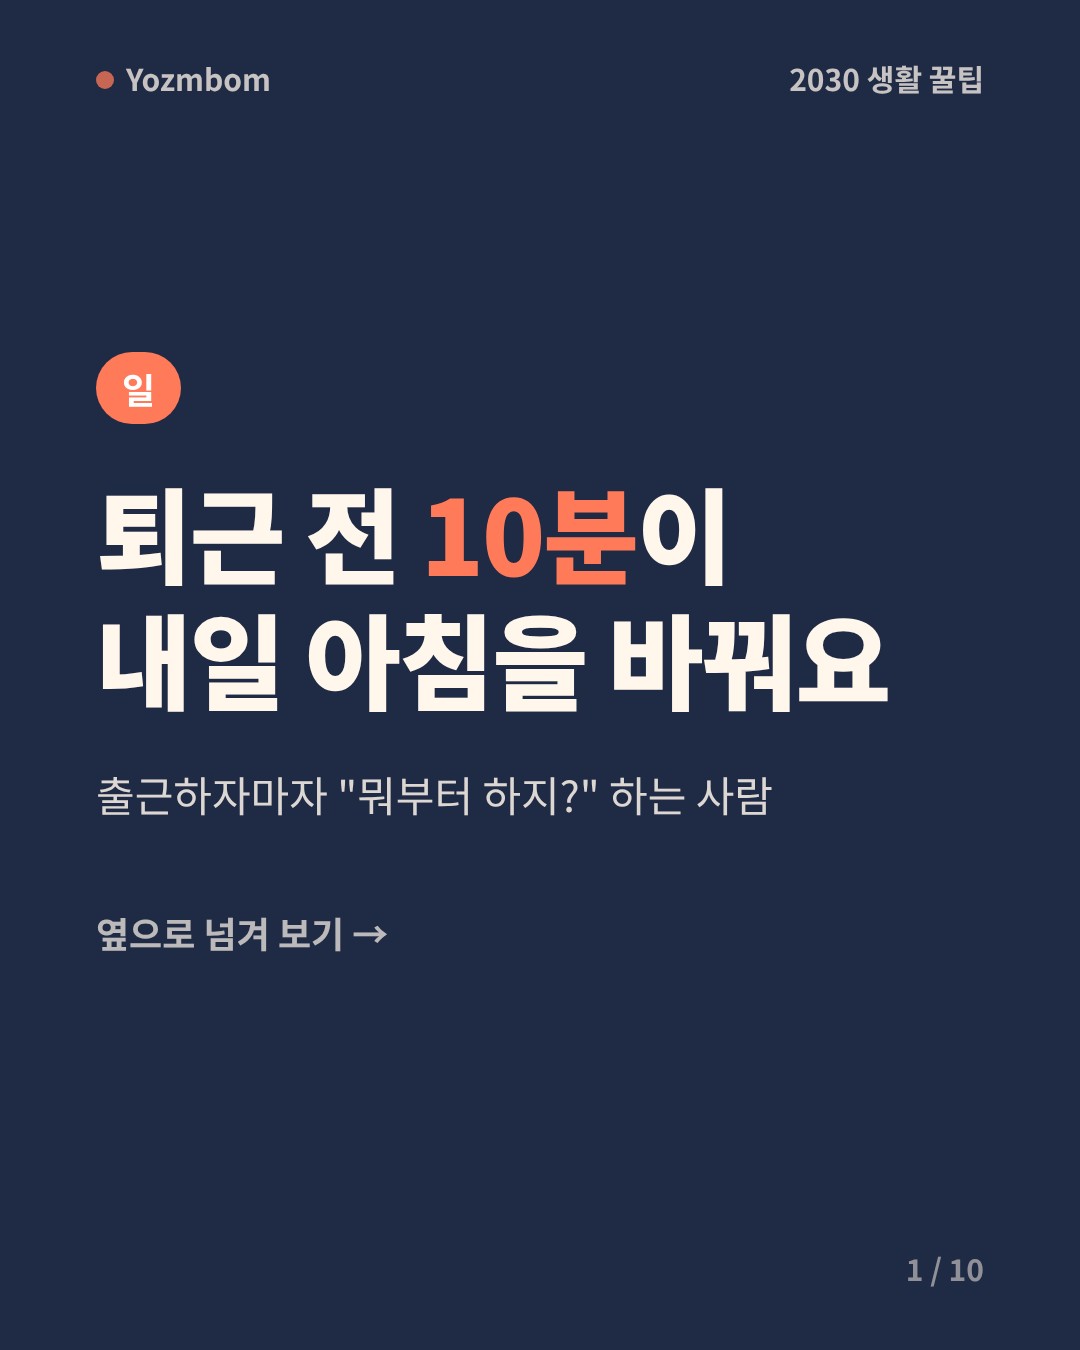 Yozmbom
2030 생활 꿀팁
일
퇴근 전 10분이
내일 아침을 바꿔요
출근하자마자 "뭐부터 하지?" 하는 사람
옆으로 넘겨 보기 →
1 / 10